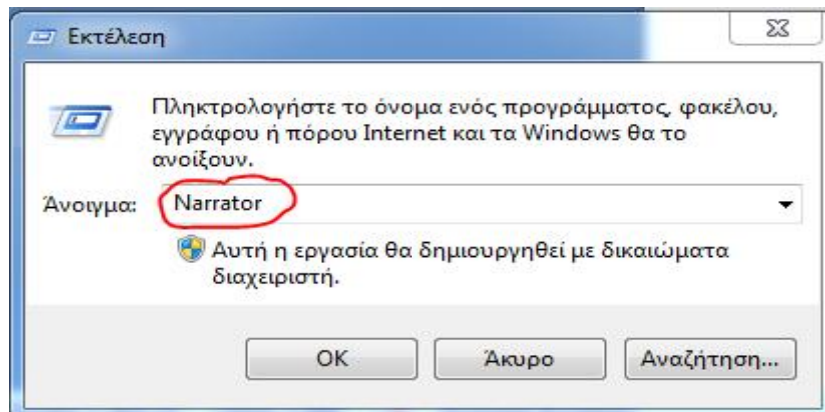 Εκτέλεση
Πληκτρολογήστε το όνομα ενός προγράμματος, φακέλου,
εγγράφου ή πόρου Internet και τα Windows θα το
ανοίξουν.
Άνοιγμα: Narrator
Αυτή η εργασία θα δημιουργηθεί με δικαιώματα
διαχειριστή.
OK Άκυρο Αναζήτηση...